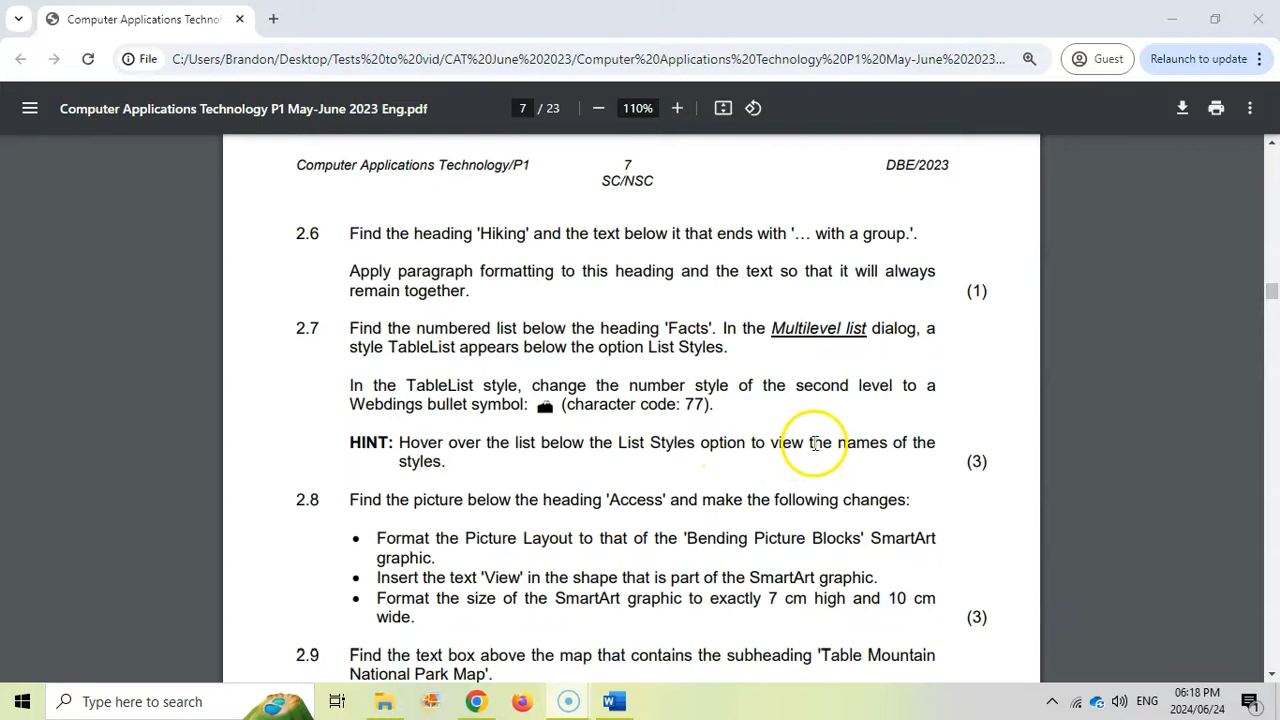 Computer Applications Techno
File
C:/Users/Brandon/Desktop/Tests%20to%20vid/CAT%20June%202023/Computer%20Applications%20Technology%20P1%20May-June%202023...
Guest
Relaunch to update
Computer Applications Technology P1 May-June 2023 Eng.pdf
7 / 23
110%
Computer Applications Technology/P1 7 DBE/2023
SC/NSC
2.6 Find the heading 'Hiking' and the text below it that ends with '… with a group.'.
Apply paragraph formatting to this heading and the text so that it will always
remain together. (1)
2.7 Find the numbered list below the heading 'Facts'. In the Multilevel list dialog, a
style TableList appears below the option List Styles.
In the TableList style, change the number style of the second level to a
Webdings bullet symbol: (character code: 77).
HINT: Hover over the list below the List Styles option to view the names of the
styles. (3)
2.8 Find the picture below the heading 'Access' and make the following changes:
• Format the Picture Layout to that of the 'Bending Picture Blocks' SmartArt
graphic.
• Insert the text 'View' in the shape that is part of the SmartArt graphic.
• Format the size of the SmartArt graphic to exactly 7 cm high and 10 cm
wide. (3)
2.9 Find the text box above the map that contains the subheading 'Table Mountain
National Park Map'.
Type here to search
06:18 PM
2024/06/24